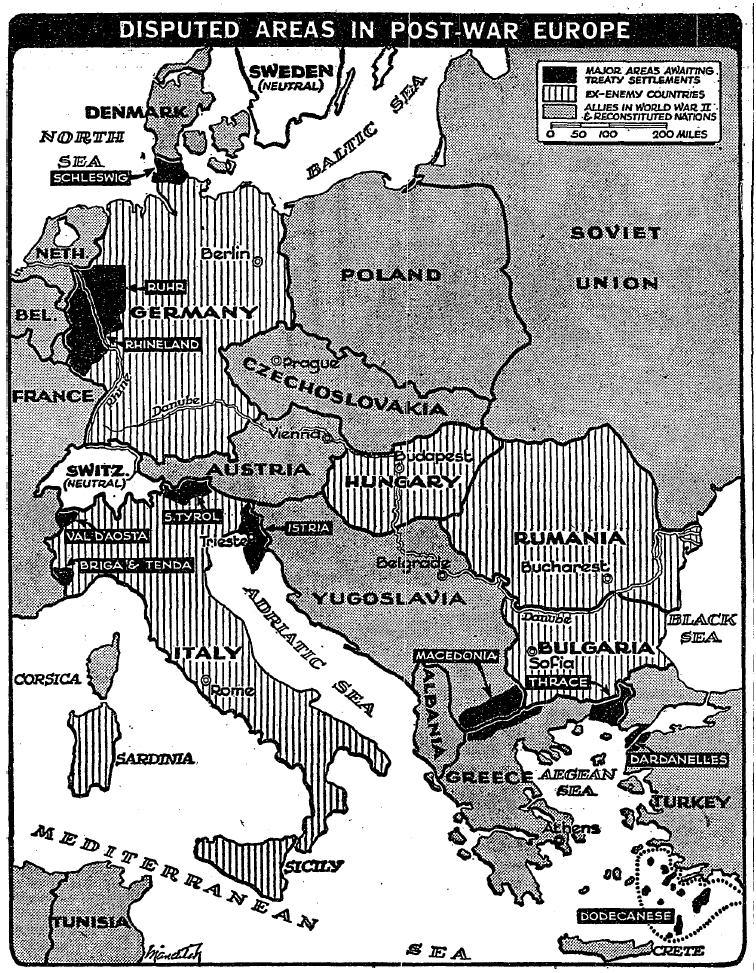 DISPUTED AREAS IN POST-WAR EUROPE
MAJOR AREAS AWAITING
TREATY SETTLEMENTS
EX-ENEMY COUNTRIES
ALLIES IN WORLD WAR II
& RECONSTITUTED NATIONS
0 50 100 200 MILES
SWEDEN
(NEUTRAL)
DENMARK
NORTH
SEA
BALTIC SEA
SCHLESWIG
SOVIET
UNION
NETH.
Berlin
POLAND
RUHR
BEL.
GERMANY
RHINELAND
Prague
CZECHOSLOVAKIA
FRANCE
Rhine
Danube
Vienna
Budapest
SWITZ.
(NEUTRAL)
AUSTRIA
HUNGARY
S.TYROL
VAL D'AOSTA
Trieste
ISTRIA
RUMANIA
BRIGA & TENDA
Belgrade
Bucharest
YUGOSLAVIA
ADRIATIC SEA
Danube
BLACK
SEA
ITALY
MACEDONIA
BULGARIA
Sofia
CORSICA
Rome
ALBANIA
THRACE
SARDINIA
DARDANELLES
GREECE
AEGEAN
SEA
TURKEY
MEDITERRANEAN
Athens
SICILY
TUNISIA
DODECANESE
SEA
CRETE